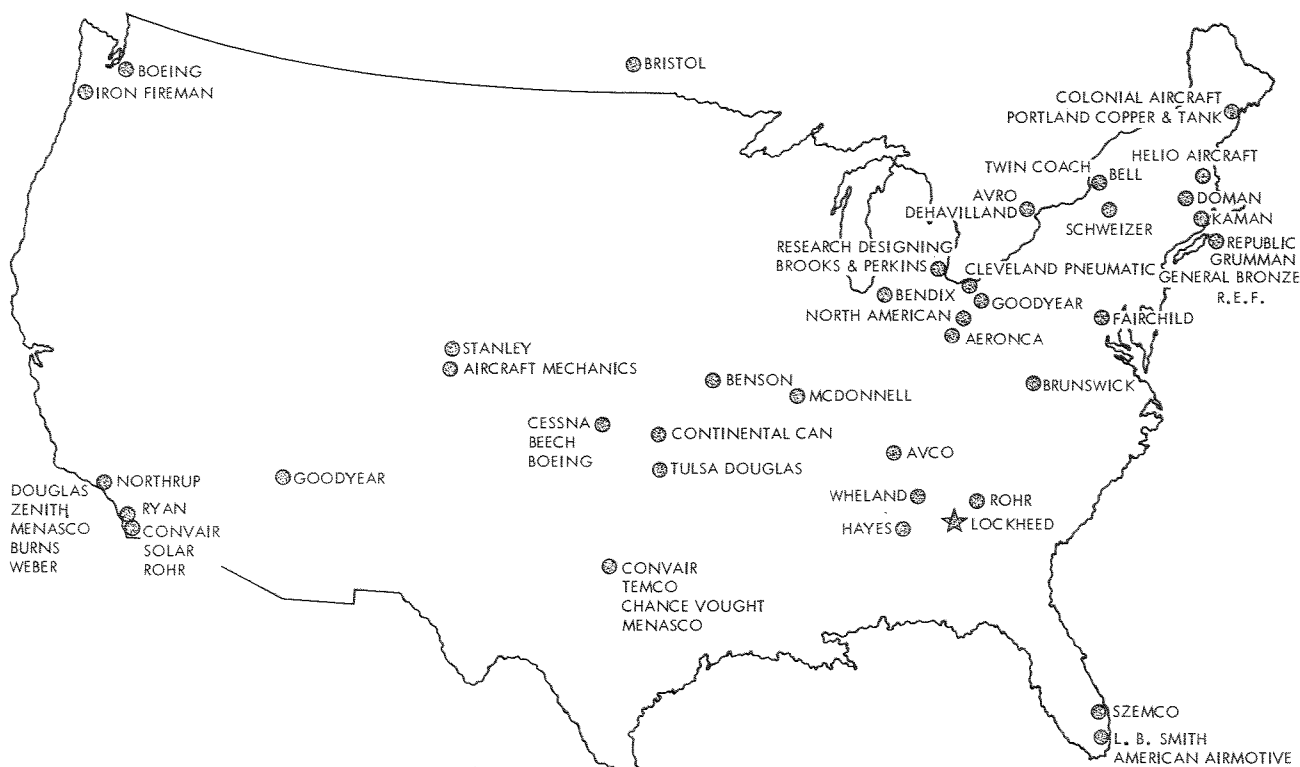 BOEING
IRON FIREMAN
BRISTOL
COLONIAL AIRCRAFT
PORTLAND COPPER & TANK
HELIO AIRCRAFT
TWIN COACH
BELL
AVRO
DEHAVILLAND
DOMAN
KAMAN
SCHWEIZER
REPUBLIC
GRUMMAN
GENERAL BRONZE
R.E.F.
RESEARCH DESIGNING
BROOKS & PERKINS
CLEVELAND PNEUMATIC
BENDIX
GOODYEAR
NORTH AMERICAN
FAIRCHILD
AERONCA
STANLEY
AIRCRAFT MECHANICS
BENSON
MCDONNELL
BRUNSWICK
CESSNA
BEECH
BOEING
CONTINENTAL CAN
AVCO
TULSA DOUGLAS
GOODYEAR
NORTHRUP
DOUGLAS
ZENITH
MENASCO
BURNS
WEBER
RYAN
CONVAIR
SOLAR
ROHR
WHELAND
ROHR
HAYES
LOCKHEED
CONVAIR
TEMCO
CHANCE VOUGHT
MENASCO
SZEMCO
L. B. SMITH
AMERICAN AIRMOTIVE